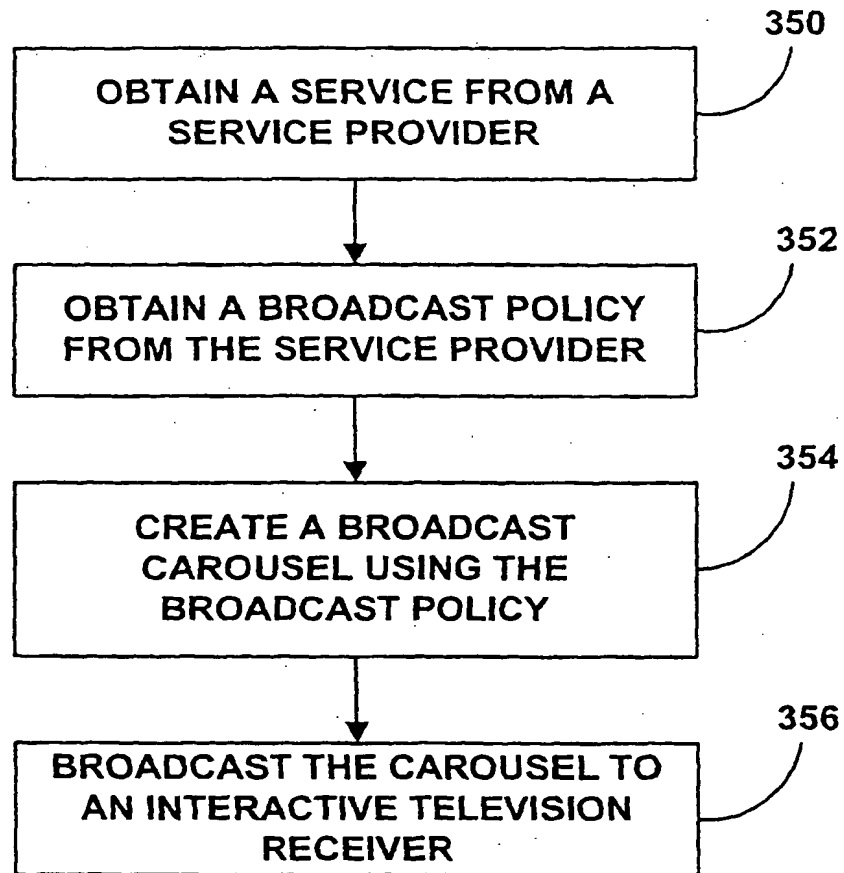 350
OBTAIN A SERVICE FROM A
SERVICE PROVIDER
352
OBTAIN A BROADCAST POLICY
FROM THE SERVICE PROVIDER
354
CREATE A BROADCAST
CAROUSEL USING THE
BROADCAST POLICY
356
BROADCAST THE CAROUSEL TO
AN INTERACTIVE TELEVISION
RECEIVER